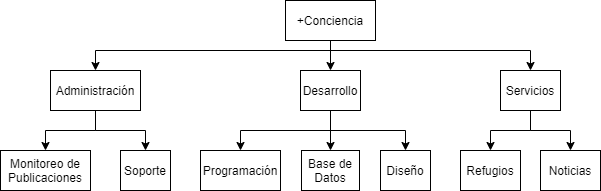 +Conciencia
Administración
Desarrollo
Servicios
Monitoreo de
Publicaciones
Soporte
Programación
Base de
Datos
Diseño
Refugios
Noticias